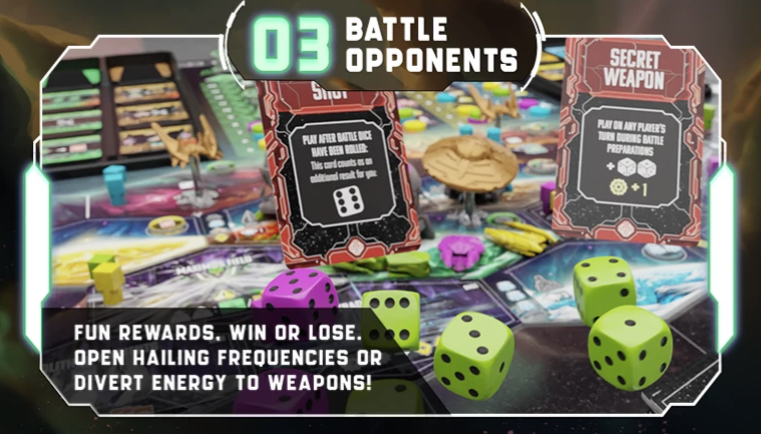 03 BATTLE
OPPONENTS
SHOT
PLAY AFTER BATTLE DICE
HAVE BEEN ROLLED:
This card counts as an
additional result for you:
SECRET
WEAPON
PLAY ON ANY PLAYER'S
TURN DURING BATTLE
PREPARATIONS
+
+1
FUN REWARDS, WIN OR LOSE.
OPEN HAILING FREQUENCIES OR
DIVERT ENERGY TO WEAPONS!